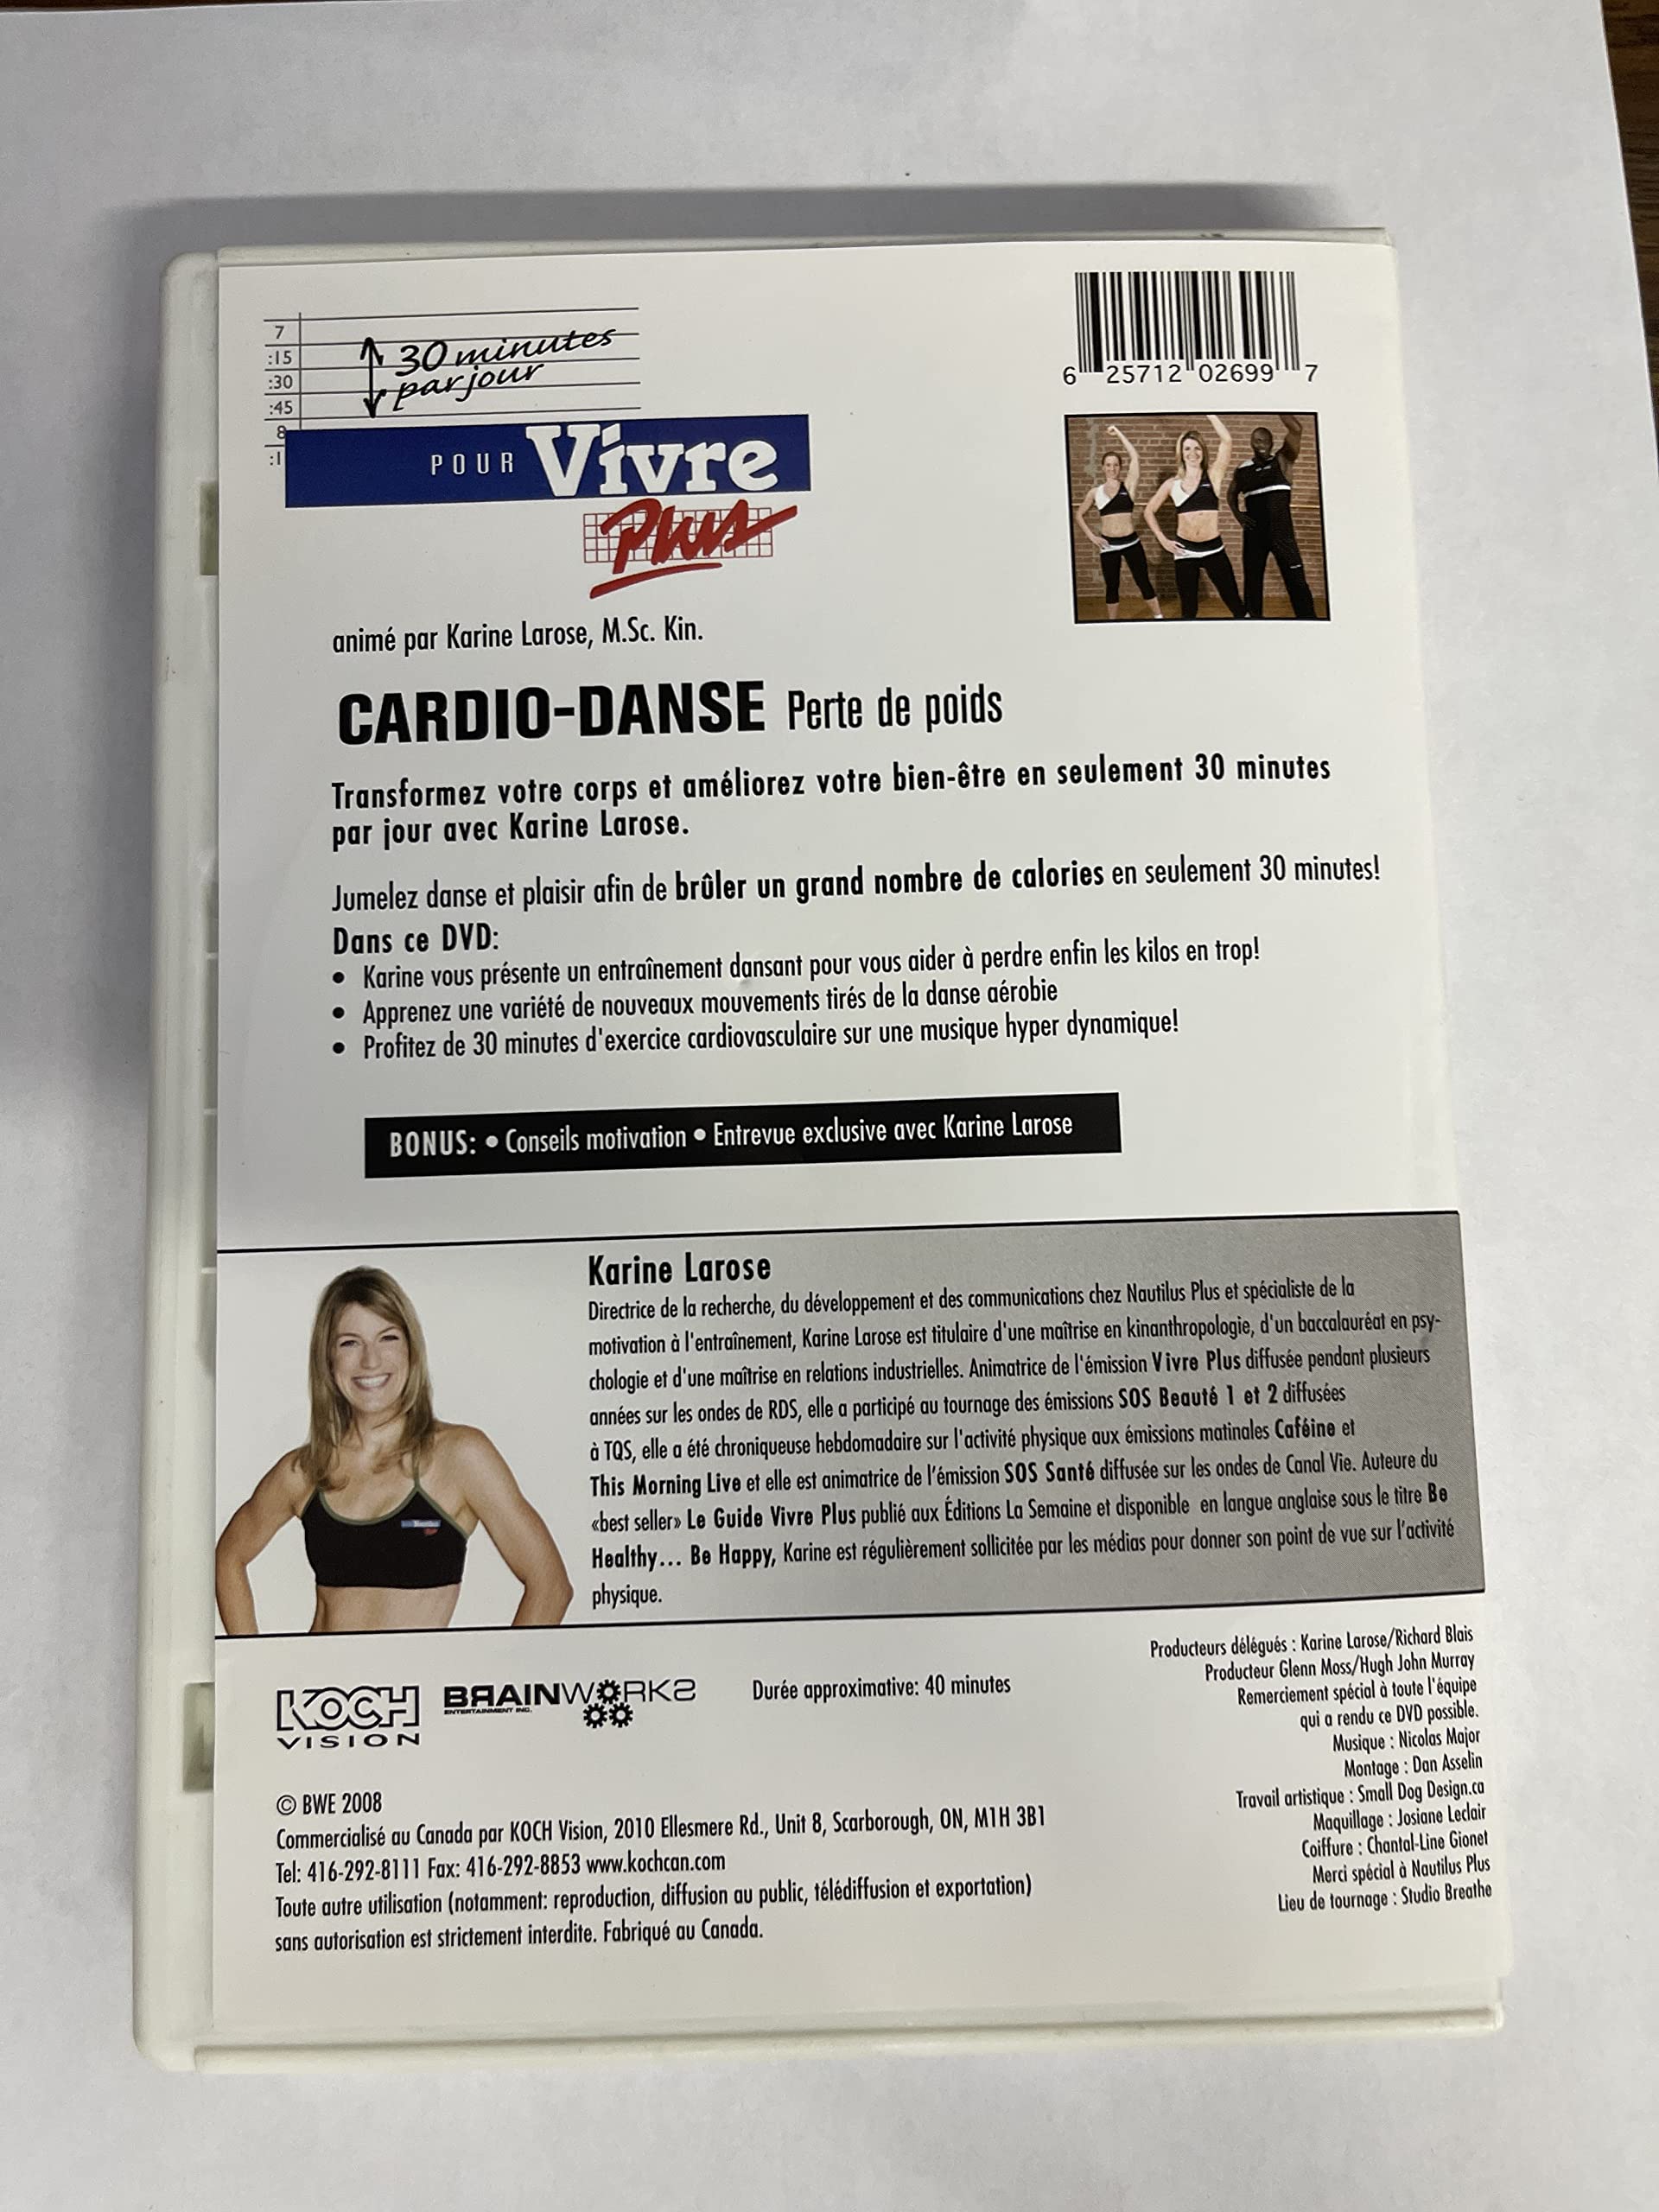 7
:15
:30
:45
8
:1
30 minutes
par jour
POUR Vivre
Plus
6 25712 02699 7
animé par Karine Larose, M.Sc. Kin.
CARDIO-DANSE Perte de poids
Transformez votre corps et améliorez votre bien-être en seulement 30 minutes
par jour avec Karine Larose.
Jumelez danse et plaisir afin de brûler un grand nombre de calories en seulement 30 minutes!
Dans ce DVD:
• Karine vous présente un entraînement dansant pour vous aider à perdre enfin les kilos en trop!
• Apprenez une variété de nouveaux mouvements tirés de la danse aérobie
• Profitez de 30 minutes d'exercice cardiovasculaire sur une musique hyper dynamique!
BONUS: • Conseils motivation • Entrevue exclusive avec Karine Larose
Karine Larose
Directrice de la recherche, du développement et des communications chez Nautilus Plus et spécialiste de la
motivation à l'entraînement, Karine Larose est titulaire d'une maîtrise en kinanthropologie, d'un baccalauréat en psy-
chologie et d'une maîtrise en relations industrielles. Animatrice de l'émission Vivre Plus diffusée pendant plusieurs
années sur les ondes de RDS, elle a participé au tournage des émissions SOS Beauté 1 et 2 diffusées
à TQS, elle a été chroniqueuse hebdomadaire sur l'activité physique aux émissions matinales Caféine et
This Morning Live et elle est animatrice de l'émission SOS Santé diffusée sur les ondes de Canal Vie. Auteure du
«best seller» Le Guide Vivre Plus publié aux Éditions La Semaine et disponible en langue anglaise sous le titre Be
Healthy... Be Happy, Karine est régulièrement sollicitée par les médias pour donner son point de vue sur l'activité
physique.
KOCH
VISION
BRAINWORKS
ENTERTAINMENT INC.
Durée approximative: 40 minutes
© BWE 2008
Commercialisé au Canada par KOCH Vision, 2010 Ellesmere Rd., Unit 8, Scarborough, ON, M1H 3B1
Tel: 416-292-8111 Fax: 416-292-8853 www.kochcan.com
Toute autre utilisation (notamment: reproduction, diffusion au public, télédiffusion et exportation)
sans autorisation est strictement interdite. Fabriqué au Canada.
Producteurs délégués : Karine Larose/Richard Blais
Producteur Glenn Moss/Hugh John Murray
Remerciement spécial à toute l'équipe
qui a rendu ce DVD possible.
Musique : Nicolas Major
Montage : Dan Asselin
Travail artistique : Small Dog Design.ca
Maquillage : Josiane Leclair
Coiffure : Chantal-Line Gionet
Merci spécial à Nautilus Plus
Lieu de tournage : Studio Breathe